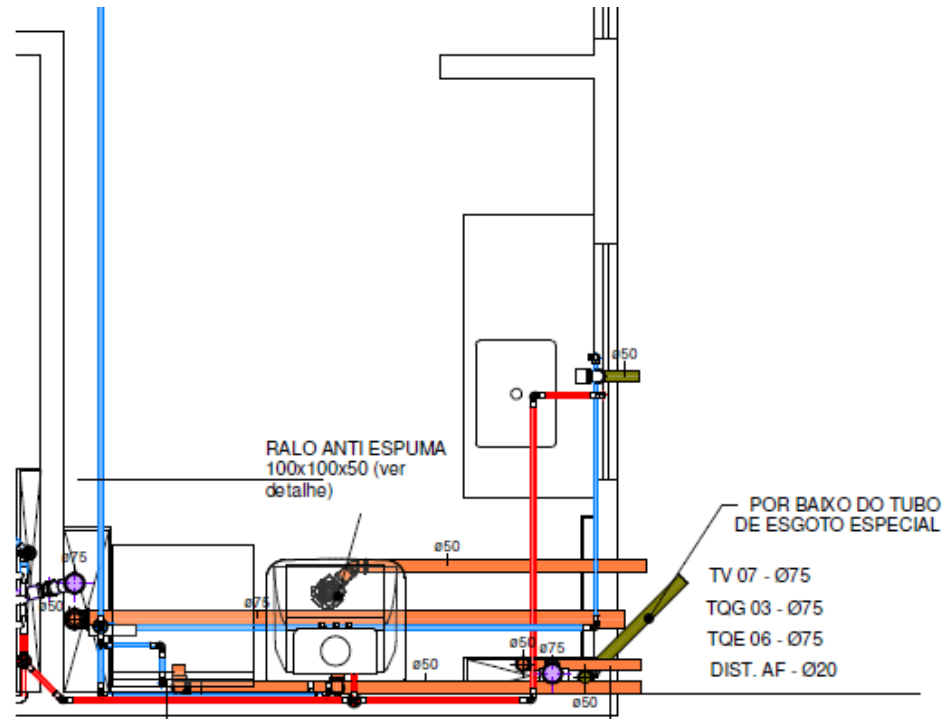 ø50
RALO ANTI ESPUMA
100x100x50 (ver
detalhe)
POR BAIXO DO TUBO
DE ESGOTO ESPECIAL
ø50
ø75
TV 07 - Ø75
TQG 03 - Ø75
TQE 06 - Ø75
DIST. AF - Ø20
ø50
ø75
ø50
ø75
ø50
ø50